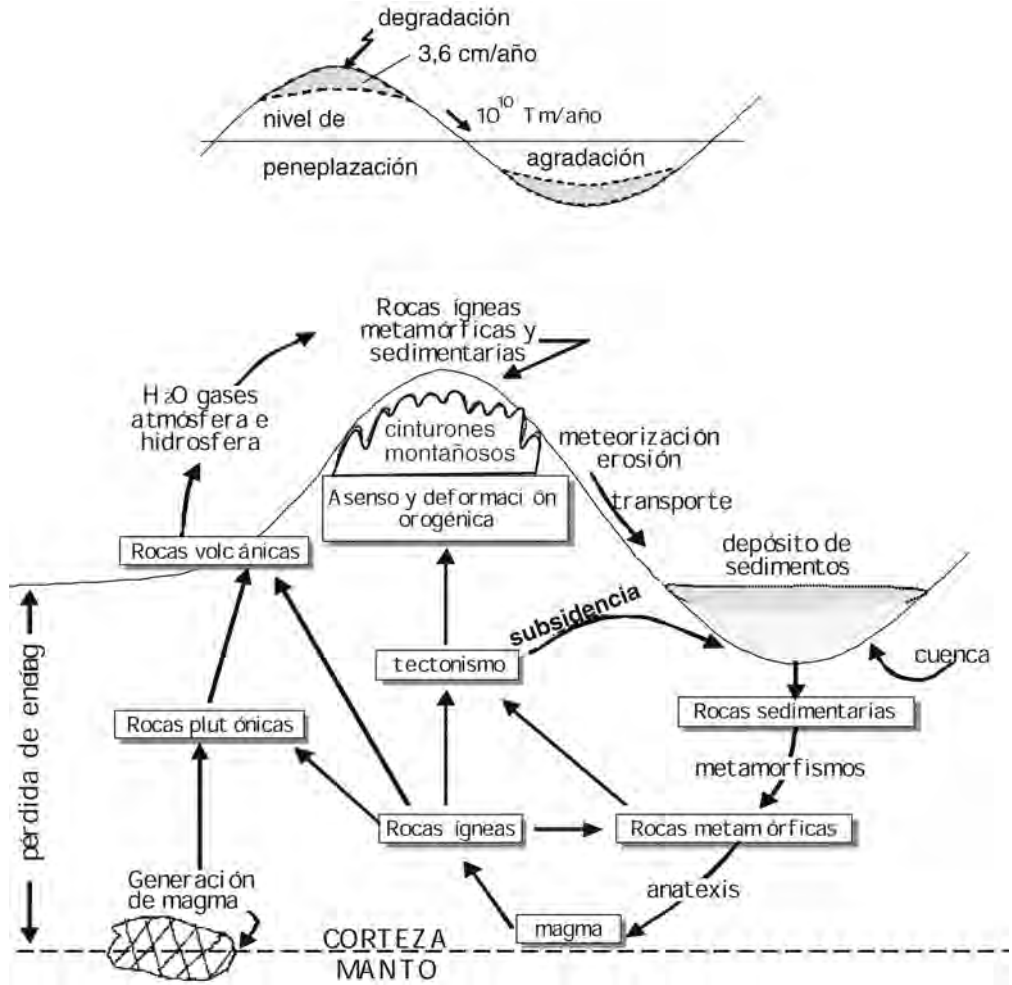 degradación
3,6 cm/año
nivel de
10¹⁰ Tm/año
peneplazación
agradación
Rocas ígneas
metamórficas y
sedimentarias
H₂O gases
atmósfera e
hidrosfera
cinturones
montañosos
meteorización
erosión
transporte
Asenso y deformación
orogénica
Rocas volcánicas
depósito de
sedimentos
subsidencia
tectonismo
cuenca
Rocas plutónicas
Rocas sedimentarias
metamorfismos
pérdida de
Rocas ígneas
Rocas metamórficas
Generación
de magma
anatexis
magma
CORTEZA
MANTO